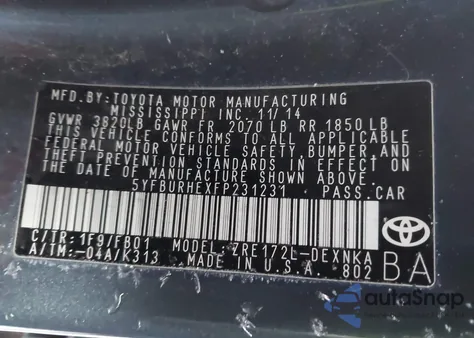 MFD.BY:TOYOTA MOTOR MANUFACTURING
MISSISSIPPI INC. 11/14
GVWR 3820LB GAWR FR 2070 LB RR 1850 LB
THIS VEHICLE CONFORMS TO ALL APPLICABLE
FEDERAL MOTOR VEHICLE SAFETY, BUMPER AND
THEFT PREVENTION STANDARDS IN EFFECT ON
THE DATE OF MANUFACTURE SHOWN ABOVE.
5YFBURHEXFP231231 PASS.CAR
C/TR:1F9/FB01 MODEL:ZRE172L-DEXNKA
A/TM:-04A/K313 MADE IN U.S.A. 802
BA
TOYOTA
autoSnap